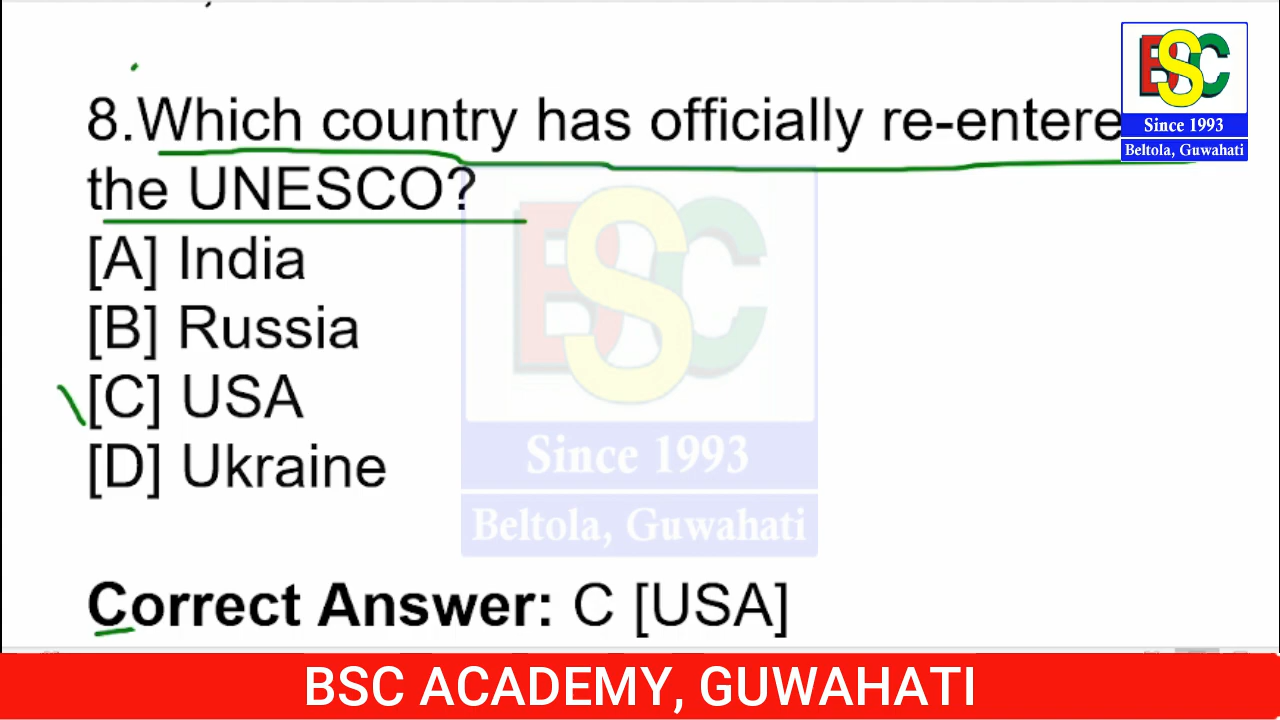 8.Which country has officially re-entere
the UNESCO?
[A] India
[B] Russia
[C] USA
[D] Ukraine
Correct Answer: C [USA]
BSC
Since 1993
Beltola, Guwahati
BSC
Since 1993
Beltola, Guwahati
BSC ACADEMY, GUWAHATI